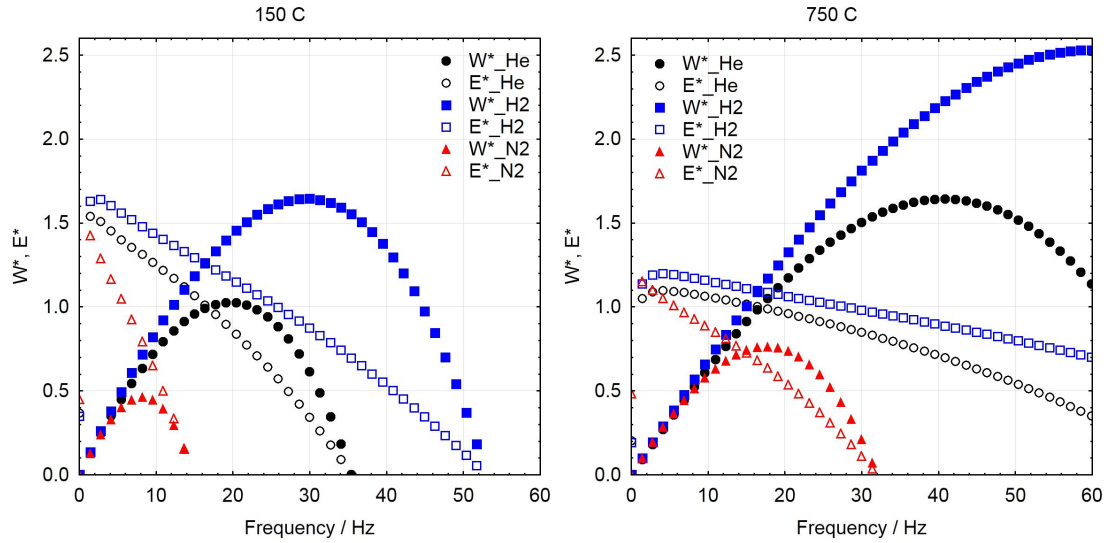 150 C
W*, E*
2.5
2.0
1.5
1.0
0.5
0.0
W*_He
E*_He
W*_H2
E*_H2
W*_N2
E*_N2
0 10 20 30 40 50 60
Frequency / Hz
750 C
W*, E*
2.5
2.0
1.5
1.0
0.5
0.0
W*_He
E*_He
W*_H2
E*_H2
W*_N2
E*_N2
0 10 20 30 40 50 60
Frequency / Hz